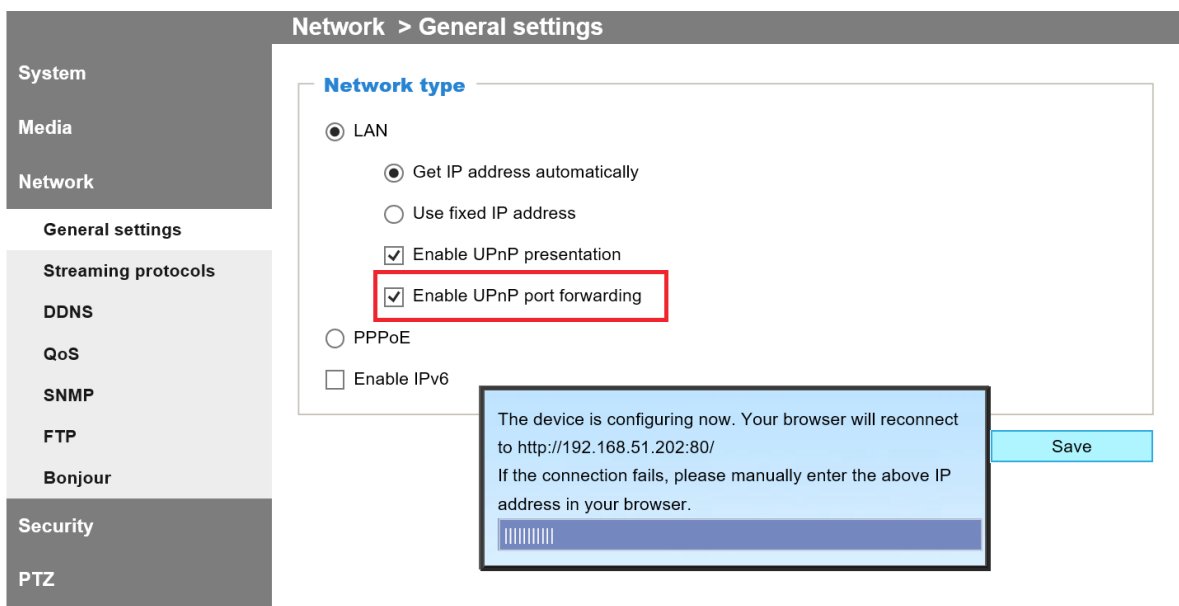 Network > General settings
System
Media
Network
General settings
Streaming protocols
DDNS
QoS
SNMP
FTP
Bonjour
Security
PTZ
Network type
LAN
Get IP address automatically
Use fixed IP address
Enable UPnP presentation
Enable UPnP port forwarding
PPPoE
Enable IPv6
The device is configuring now. Your browser will reconnect
to http://192.168.51.202:80/
If the connection fails, please manually enter the above IP
address in your browser.
Save